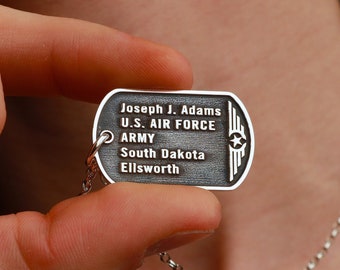 Joseph J. Adams
U.S. AIR FORCE
ARMY
South Dakota
Ellsworth